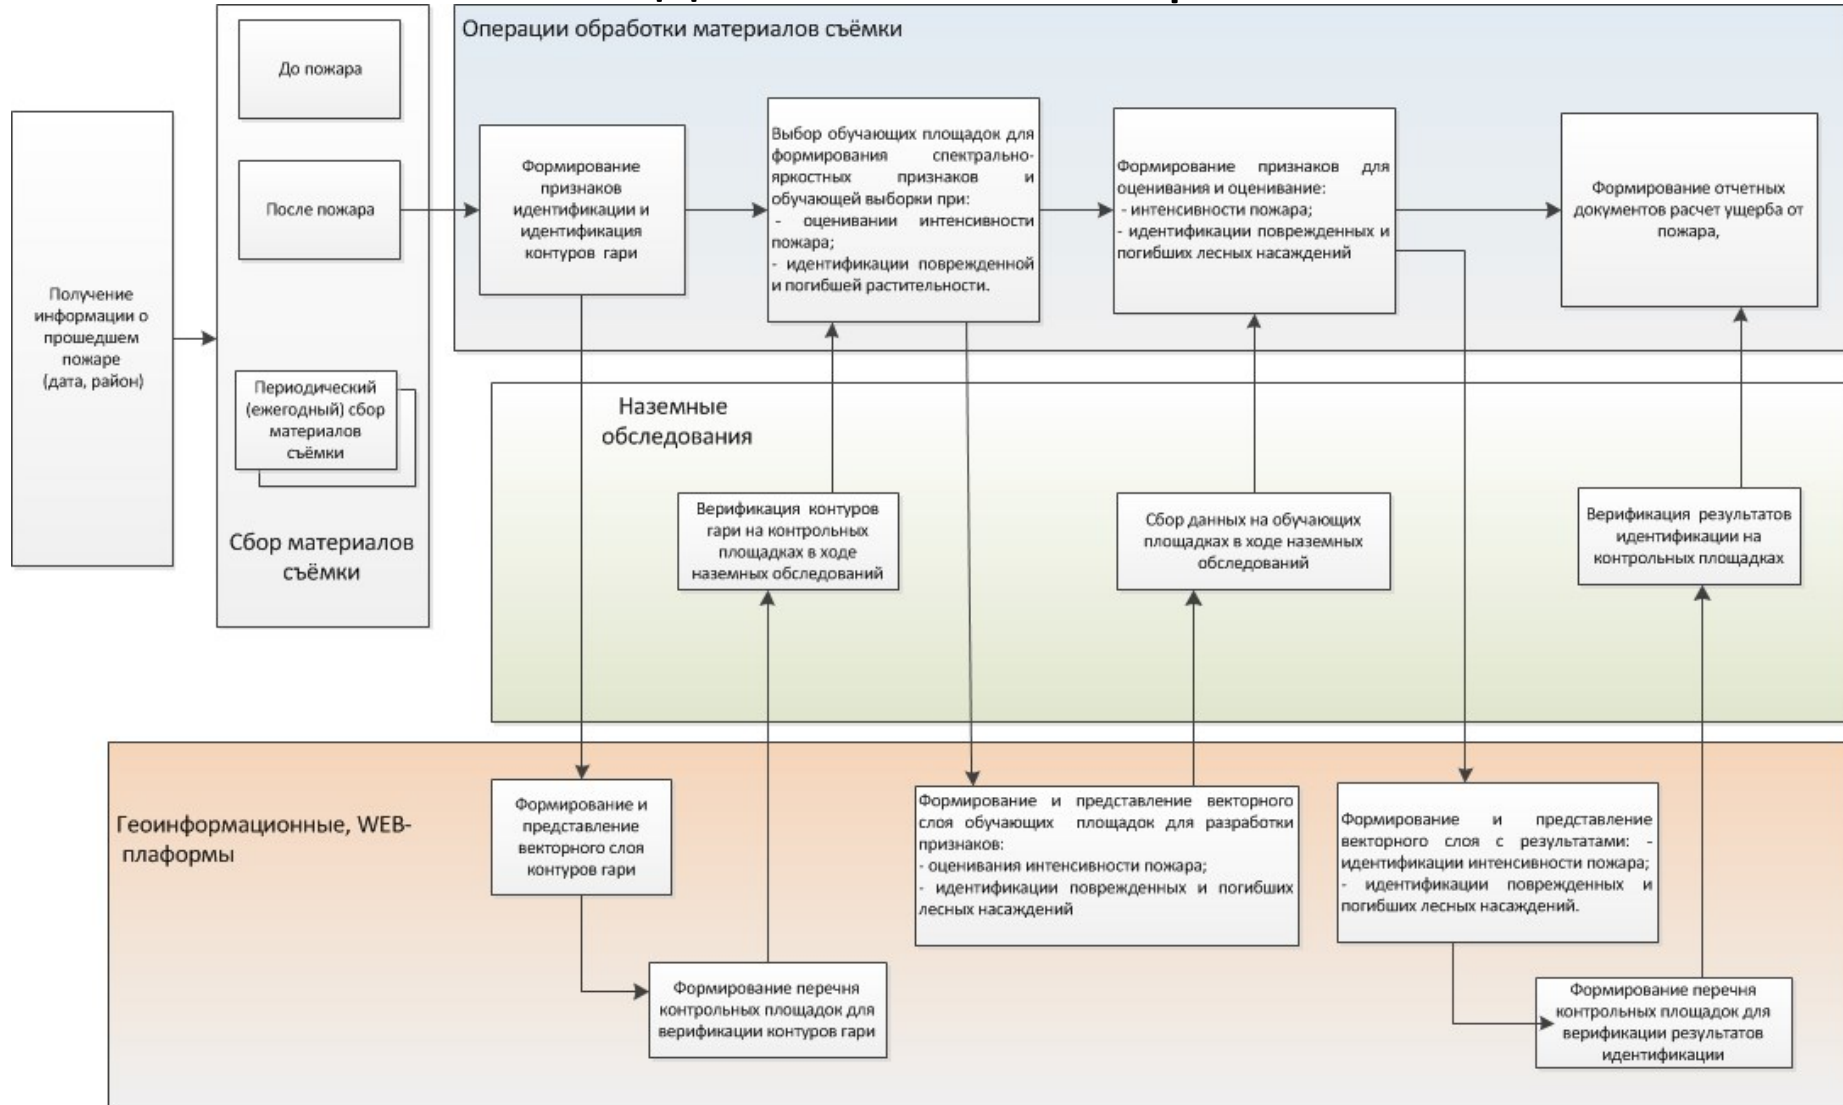 Операции обработки материалов съёмки
До пожара
После пожара
Периодический
(ежегодный) сбор
материалов
съёмки
Сбор материалов
съёмки
Получение
информации о
прошедшем
пожаре
(дата, район)
Формирование
признаков
идентификации и
идентификация
контуров гари
Выбор обучающих площадок для
формирования спектрально-
яркостных признаков и
обучающей выборки при:
- оценивании интенсивности
пожара;
- идентификации поврежденной
и погибшей растительности.
Формирование признаков для
оценивания и оценивание:
- интенсивности пожара;
- идентификации поврежденных и
погибших лесных насаждений
Формирование отчетных
документов расчет ущерба от
пожара,
Наземные
обследования
Верификация контуров
гари на контрольных
площадках в ходе
наземных обследований
Сбор данных на обучающих
площадках в ходе наземных
обследований
Верификация результатов
идентификации на
контрольных площадках
Геоинформационные, WEB-
плаформы
Формирование и
представление
векторного слоя
контуров гари
Формирование и представление векторного
слоя обучающих площадок для разработки
признаков:
- оценивания интенсивности пожара;
- идентификации поврежденных и погибших
лесных насаждений
Формирование и представление
векторного слоя с результатами: -
идентификации интенсивности пожара;
- идентификации поврежденных и
погибших лесных насаждений.
Формирование перечня
контрольных площадок для
верификации контуров гари
Формирование перечня
контрольных площадок для
верификации результатов
идентификации